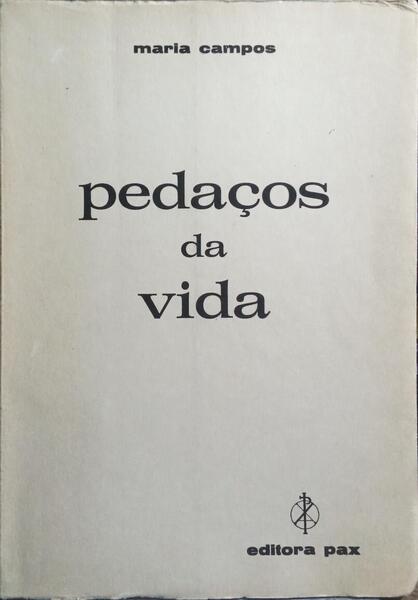 maria campos
pedaços
da
vida
editora pax